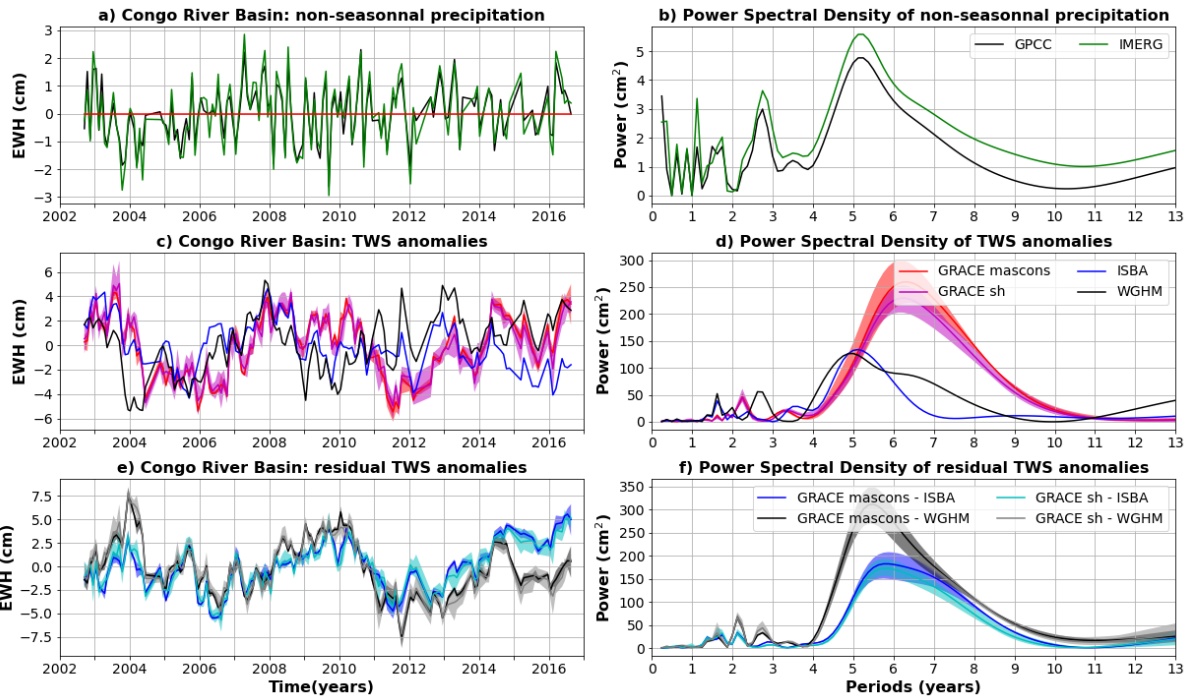 a) Congo River Basin: non-seasonnal precipitation
EWH (cm)
3
2
1
0
−1
−2
−3
2002 2004 2006 2008 2010 2012 2014 2016
b) Power Spectral Density of non-seasonnal precipitation
GPCC IMERG
Power (cm²)
5
4
3
2
1
0
0 1 2 3 4 5 6 7 8 9 10 11 12 13
c) Congo River Basin: TWS anomalies
EWH (cm)
6
4
2
0
−2
−4
−6
2002 2004 2006 2008 2010 2012 2014 2016
d) Power Spectral Density of TWS anomalies
GRACE mascons ISBA
GRACE sh WGHM
Power (cm²)
300
250
200
150
100
50
0
0 1 2 3 4 5 6 7 8 9 10 11 12 13
e) Congo River Basin: residual TWS anomalies
EWH (cm)
7.5
5.0
2.5
0.0
−2.5
−5.0
−7.5
2002 2004 2006 2008 2010 2012 2014 2016
Time(years)
f) Power Spectral Density of residual TWS anomalies
GRACE mascons - ISBA GRACE sh - ISBA
GRACE mascons - WGHM GRACE sh - WGHM
Power (cm²)
350
300
250
200
150
100
50
0
0 1 2 3 4 5 6 7 8 9 10 11 12 13
Periods (years)